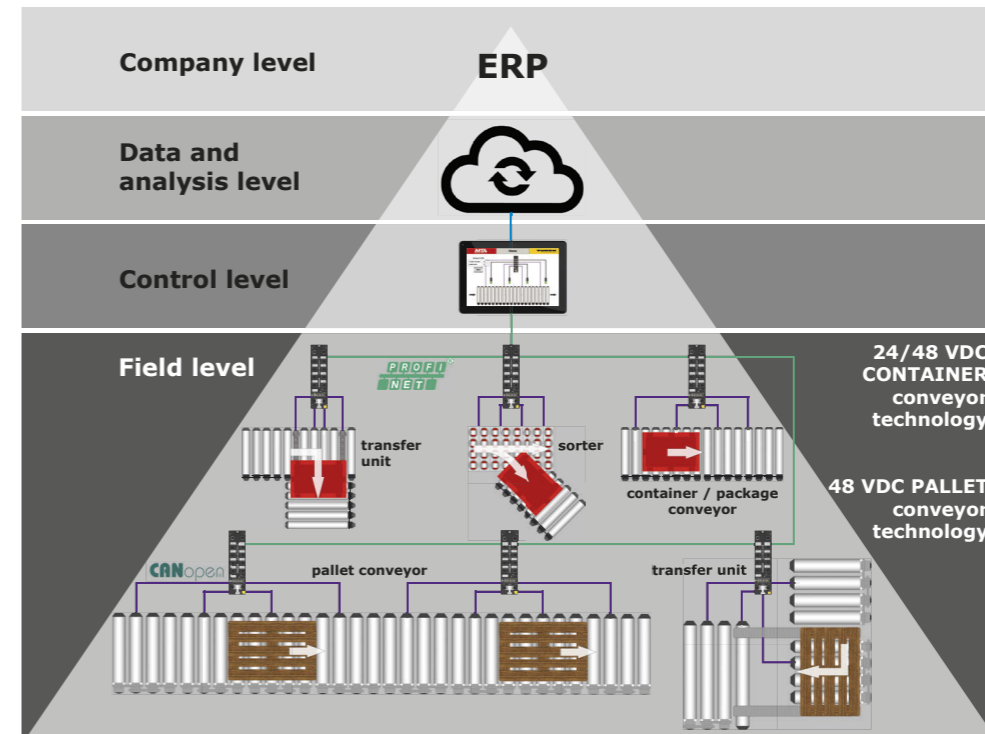 Company level
ERP
Data and
analysis level
Control level
Field level
PROFI
NET
24/48 VDC
CONTAINER
conveyor
technology
transfer
unit
sorter
container / package
conveyor
48 VDC PALLET
conveyor
technology
CANopen
pallet conveyor
transfer unit